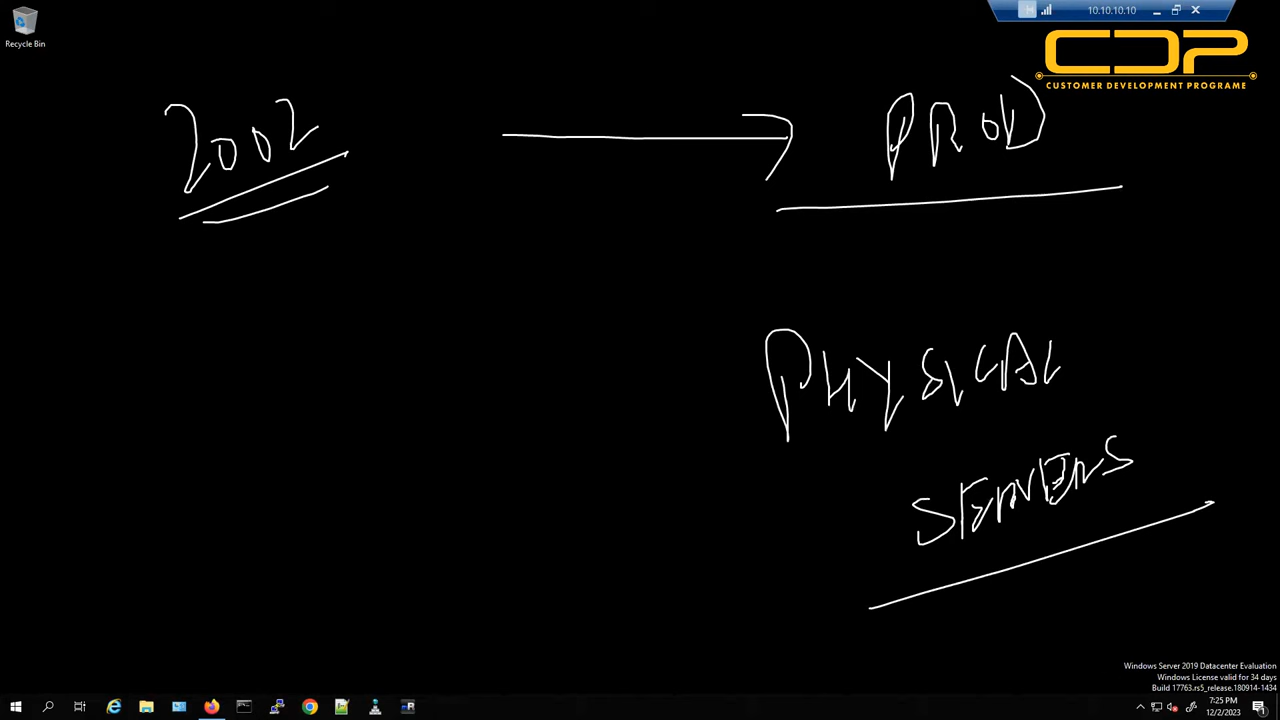 10.10.10.10
Recycle Bin
CDP
CUSTOMER DEVELOPMENT PROGRAME
2002
PROD
PHYSICAL
SERVERS
Windows Server 2019 Datacenter Evaluation
Windows License valid for 34 days
Build 17763.rs5_release.180914-1434
7:25 PM
12/2/2023